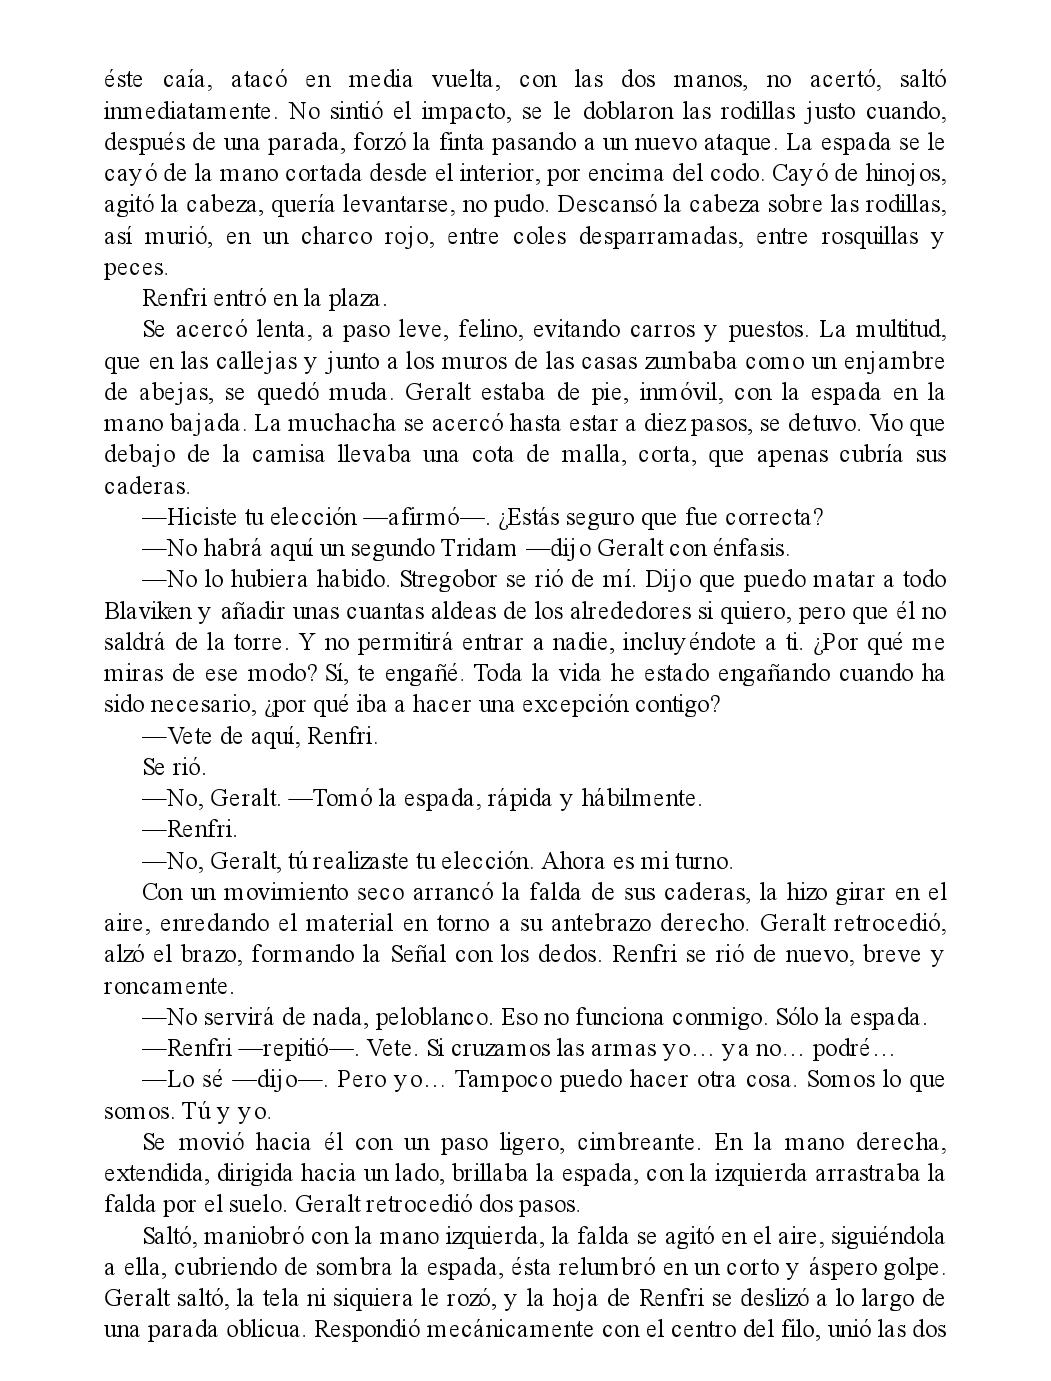 éste caía, atacó en media vuelta, con las dos manos, no acertó, saltó
inmediatamente. No sintió el impacto, se le doblaron las rodillas justo cuando,
después de una parada, forzó la finta pasando a un nuevo ataque. La espada se le
cayó de la mano cortada desde el interior, por encima del codo. Cayó de hinojos,
agitó la cabeza, quería levantarse, no pudo. Descansó la cabeza sobre las rodillas,
así murió, en un charco rojo, entre coles desparramadas, entre rosquillas y
peces.
Renfri entró en la plaza.
Se acercó lenta, a paso leve, felino, evitando carros y puestos. La multitud,
que en las callejas y junto a los muros de las casas zumbaba como un enjambre
de abejas, se quedó muda. Geralt estaba de pie, inmóvil, con la espada en la
mano bajada. La muchacha se acercó hasta estar a diez pasos, se detuvo. Vio que
debajo de la camisa llevaba una cota de malla, corta, que apenas cubría sus
caderas.
—Hiciste tu elección —afirmó—. ¿Estás seguro que fue correcta?
—No habrá aquí un segundo Tridam —dijo Geralt con énfasis.
—No lo hubiera habido. Stregobor se rió de mí. Dijo que puedo matar a todo
Blaviken y añadir unas cuantas aldeas de los alrededores si quiero, pero que él no
saldrá de la torre. Y no permitirá entrar a nadie, incluyéndote a ti. ¿Por qué me
miras de ese modo? Sí, te engañé. Toda la vida he estado engañando cuando ha
sido necesario, ¿por qué iba a hacer una excepción contigo?
—Vete de aquí, Renfri.
Se rió.
—No, Geralt. —Tomó la espada, rápida y hábilmente.
—Renfri.
—No, Geralt, tú realizaste tu elección. Ahora es mi turno.
Con un movimiento seco arrancó la falda de sus caderas, la hizo girar en el
aire, enredando el material en torno a su antebrazo derecho. Geralt retrocedió,
alzó el brazo, formando la Señal con los dedos. Renfri se rió de nuevo, breve y
roncamente.
—No servirá de nada, peloblanco. Eso no funciona conmigo. Sólo la espada.
—Renfri —repitió—. Vete. Si cruzamos las armas yo… ya no… podré…
—Lo sé —dijo—. Pero yo… Tampoco puedo hacer otra cosa. Somos lo que
somos. Tú y yo.
Se movió hacia él con un paso ligero, cimbreante. En la mano derecha,
extendida, dirigida hacia un lado, brillaba la espada, con la izquierda arrastraba la
falda por el suelo. Geralt retrocedió dos pasos.
Saltó, maniobró con la mano izquierda, la falda se agitó en el aire, siguiéndola
a ella, cubriendo de sombra la espada, ésta relumbró en un corto y áspero golpe.
Geralt saltó, la tela ni siquiera le rozó, y la hoja de Renfri se deslizó a lo largo de
una parada oblicua. Respondió mecánicamente con el centro del filo, unió las dos